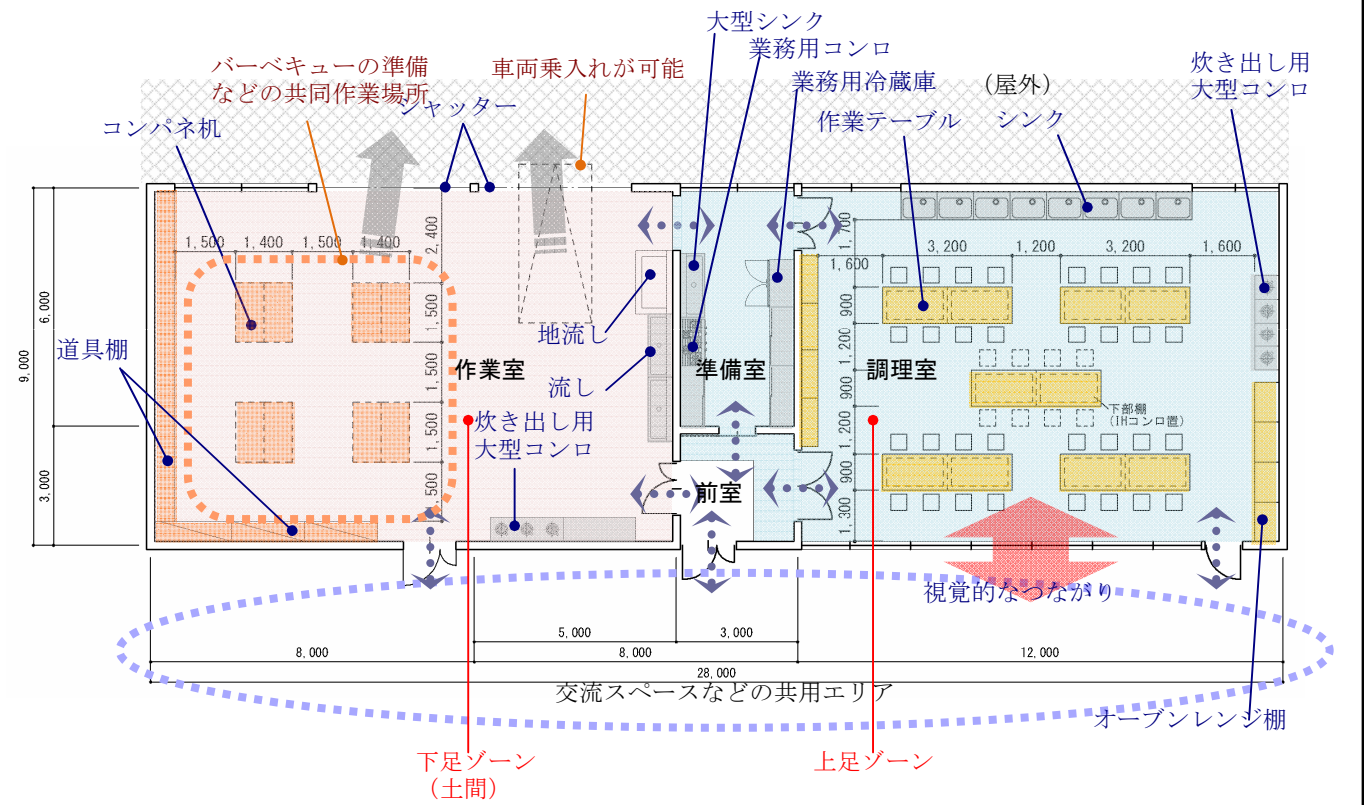 大型シンク
業務用コンロ
業務用冷蔵庫
(屋外)
炊き出し用
大型コンロ
バーベキューの準備
などの共同作業場所
車両乗入れが可能
シャッター
コンパネ机
作業テーブル
シンク
1,500
1,400
1,500
1,400
2,400
1,700
3,200
1,200
3,200
1,600
1,600
9,000
6,000
3,000
1,500
1,500
1,500
1,500
900
1,200
900
1,200
900
1,300
道具棚
地流し
流し
作業室
準備室
調理室
下部棚
(IHコンロ置)
炊き出し用
大型コンロ
前室
視覚的なつながり
5,000
3,000
8,000
8,000
12,000
28,000
交流スペースなどの共用エリア
オーブンレンジ棚
下足ゾーン
(土間)
上足ゾーン